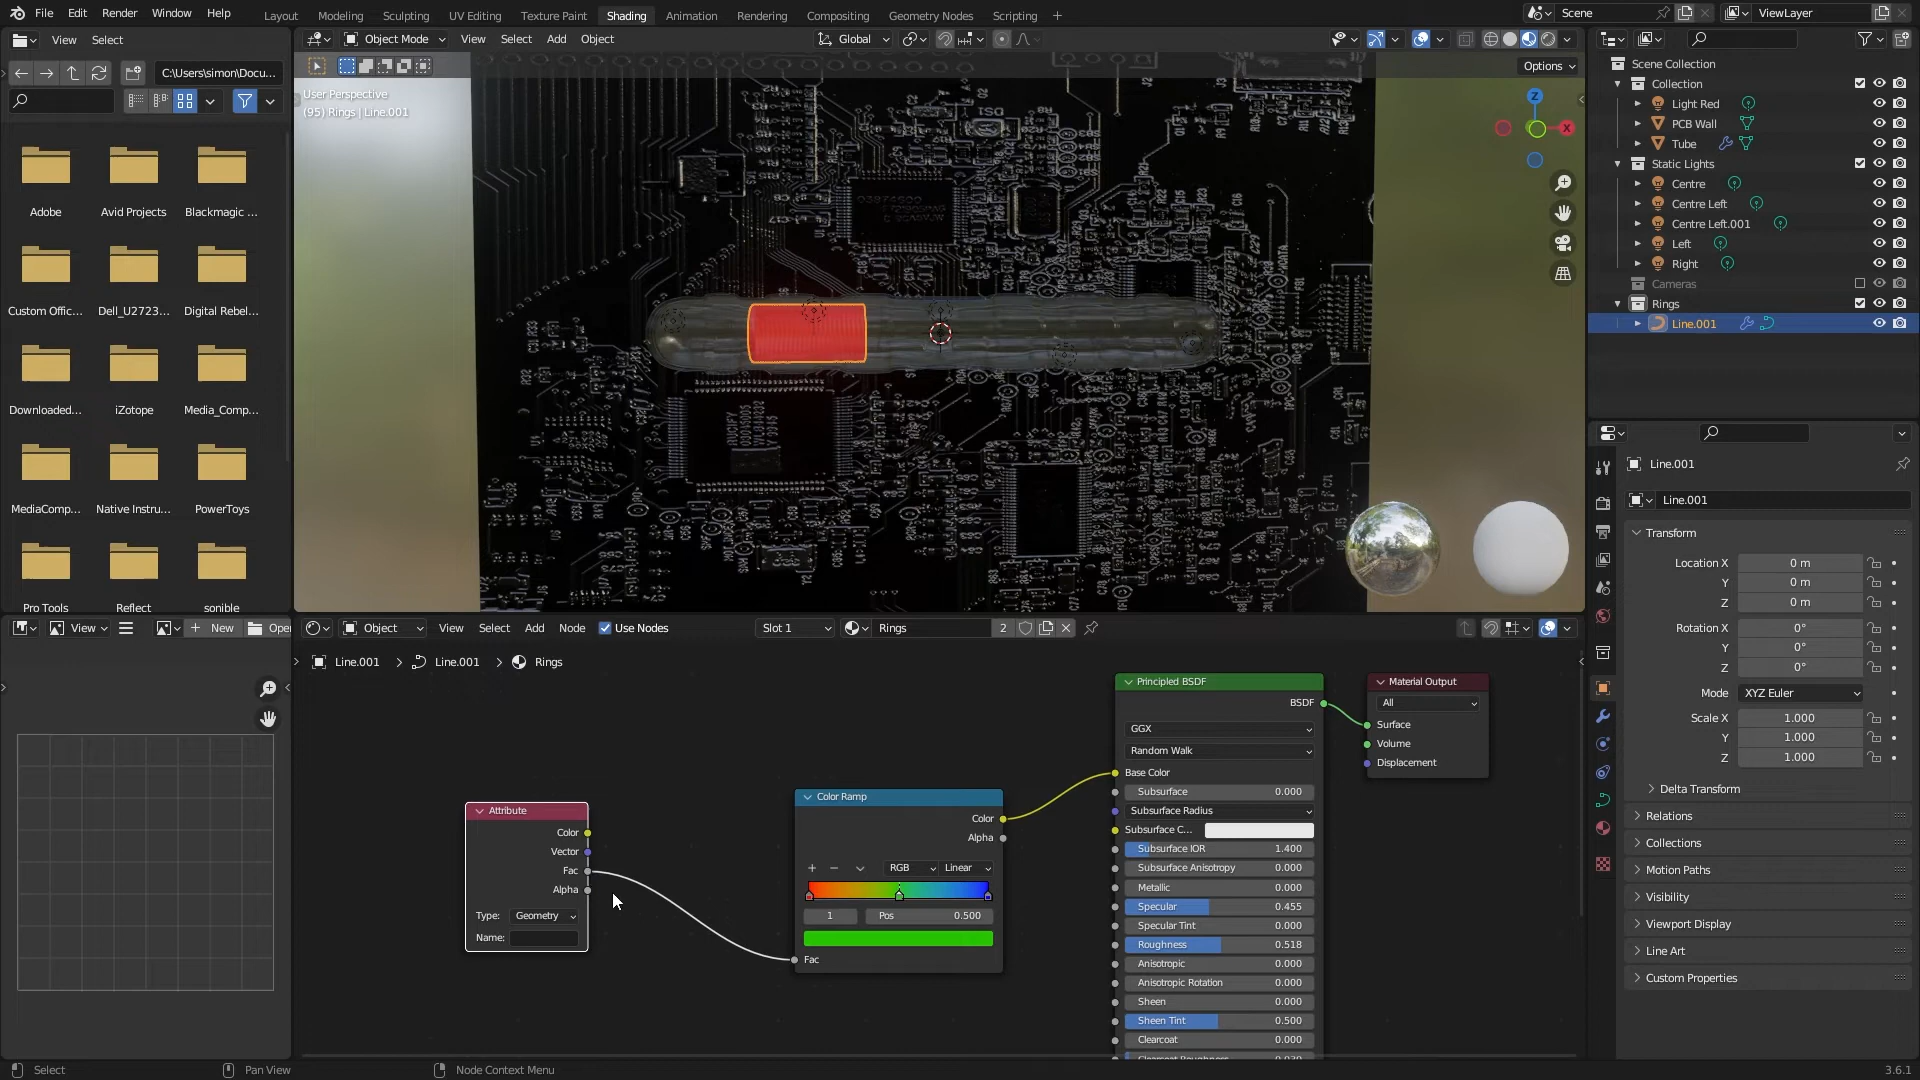 File Edit Render Window Help Layout Modeling Sculpting UV Editing Texture Paint Shading Animation Rendering Compositing Geometry Nodes Scripting + Scene ViewLayer
View Select
C:\Users\simon\Docu...
Adobe Avid Projects Blackmagic ...
Custom Offic... Dell_U2723... Digital Rebel...
Downloaded... iZotope Media_Comp...
MediaComp... Native Instru... PowerToys
Pro Tools Reflect sonible
Object Mode View Select Add Object Global
Options
User Perspective
(95) Rings | Line.001
Z
X
Scene Collection
Collection
Light Red
PCB Wall
Tube
Static Lights
Centre
Centre Left
Centre Left.001
Left
Right
Cameras
Rings
Line.001
Line.001
Line.001
Transform
Location X 0 m
Y 0 m
Z 0 m
Rotation X 0°
Y 0°
Z 0°
Mode XYZ Euler
Scale X 1.000
Y 1.000
Z 1.000
Delta Transform
Relations
Collections
Motion Paths
Visibility
Viewport Display
Line Art
Custom Properties
View + New Open
Object View Select Add Node Use Nodes Slot 1 Rings 2
Line.001 > Line.001 > Rings
Attribute
Color
Vector
Fac
Alpha
Type: Geometry
Name:
Color Ramp
Color
Alpha
RGB Linear
1 Pos 0.500
Fac
Principled BSDF
BSDF
GGX
Random Walk
Base Color
Subsurface 0.000
Subsurface Radius
Subsurface C...
Subsurface IOR 1.400
Subsurface Anisotropy 0.000
Metallic 0.000
Specular 0.455
Specular Tint 0.000
Roughness 0.518
Anisotropic 0.000
Anisotropic Rotation 0.000
Sheen 0.000
Sheen Tint 0.500
Clearcoat 0.000
Clearcoat Roughness 0.030
Material Output
All
Surface
Volume
Displacement
Select Pan View Node Context Menu 3.6.1